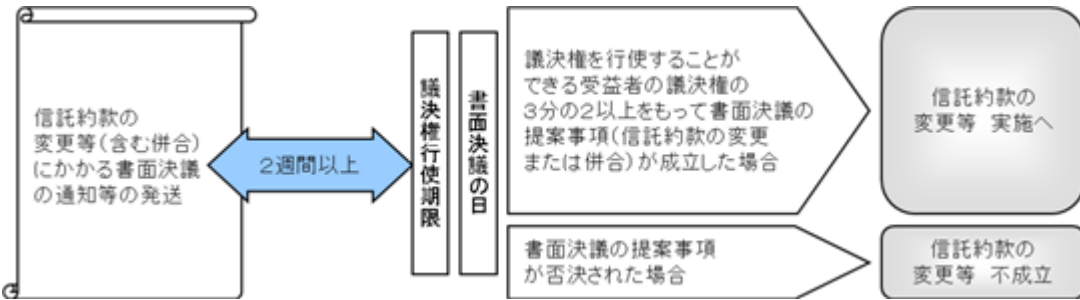 信託約款の
変更等(含む併合)
にかかる書面決議
の通知等の発送
2週間以上
議決権行使期限
書面決議の日
議決権を行使することが
できる受益者の議決権の
3分の2以上をもって書面決議の
提案事項(信託約款の変更
または併合)が成立した場合
信託約款の
変更等 実施へ
書面決議の提案事項
が否決された場合
信託約款の
変更等 不成立